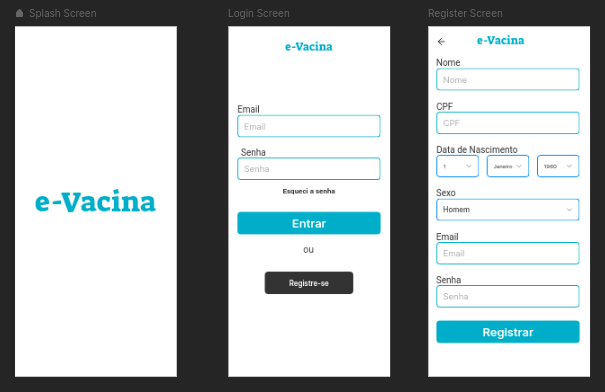 Splash Screen
e-Vacina
Login Screen
e-Vacina
Email
Email
Senha
Senha
Esqueci a senha
Entrar
ou
Registre-se
Register Screen
e-Vacina
Nome
Nome
CPF
CPF
Data de Nascimento
1 Janeiro 1960
Sexo
Homem
Email
Email
Senha
Senha
Registrar